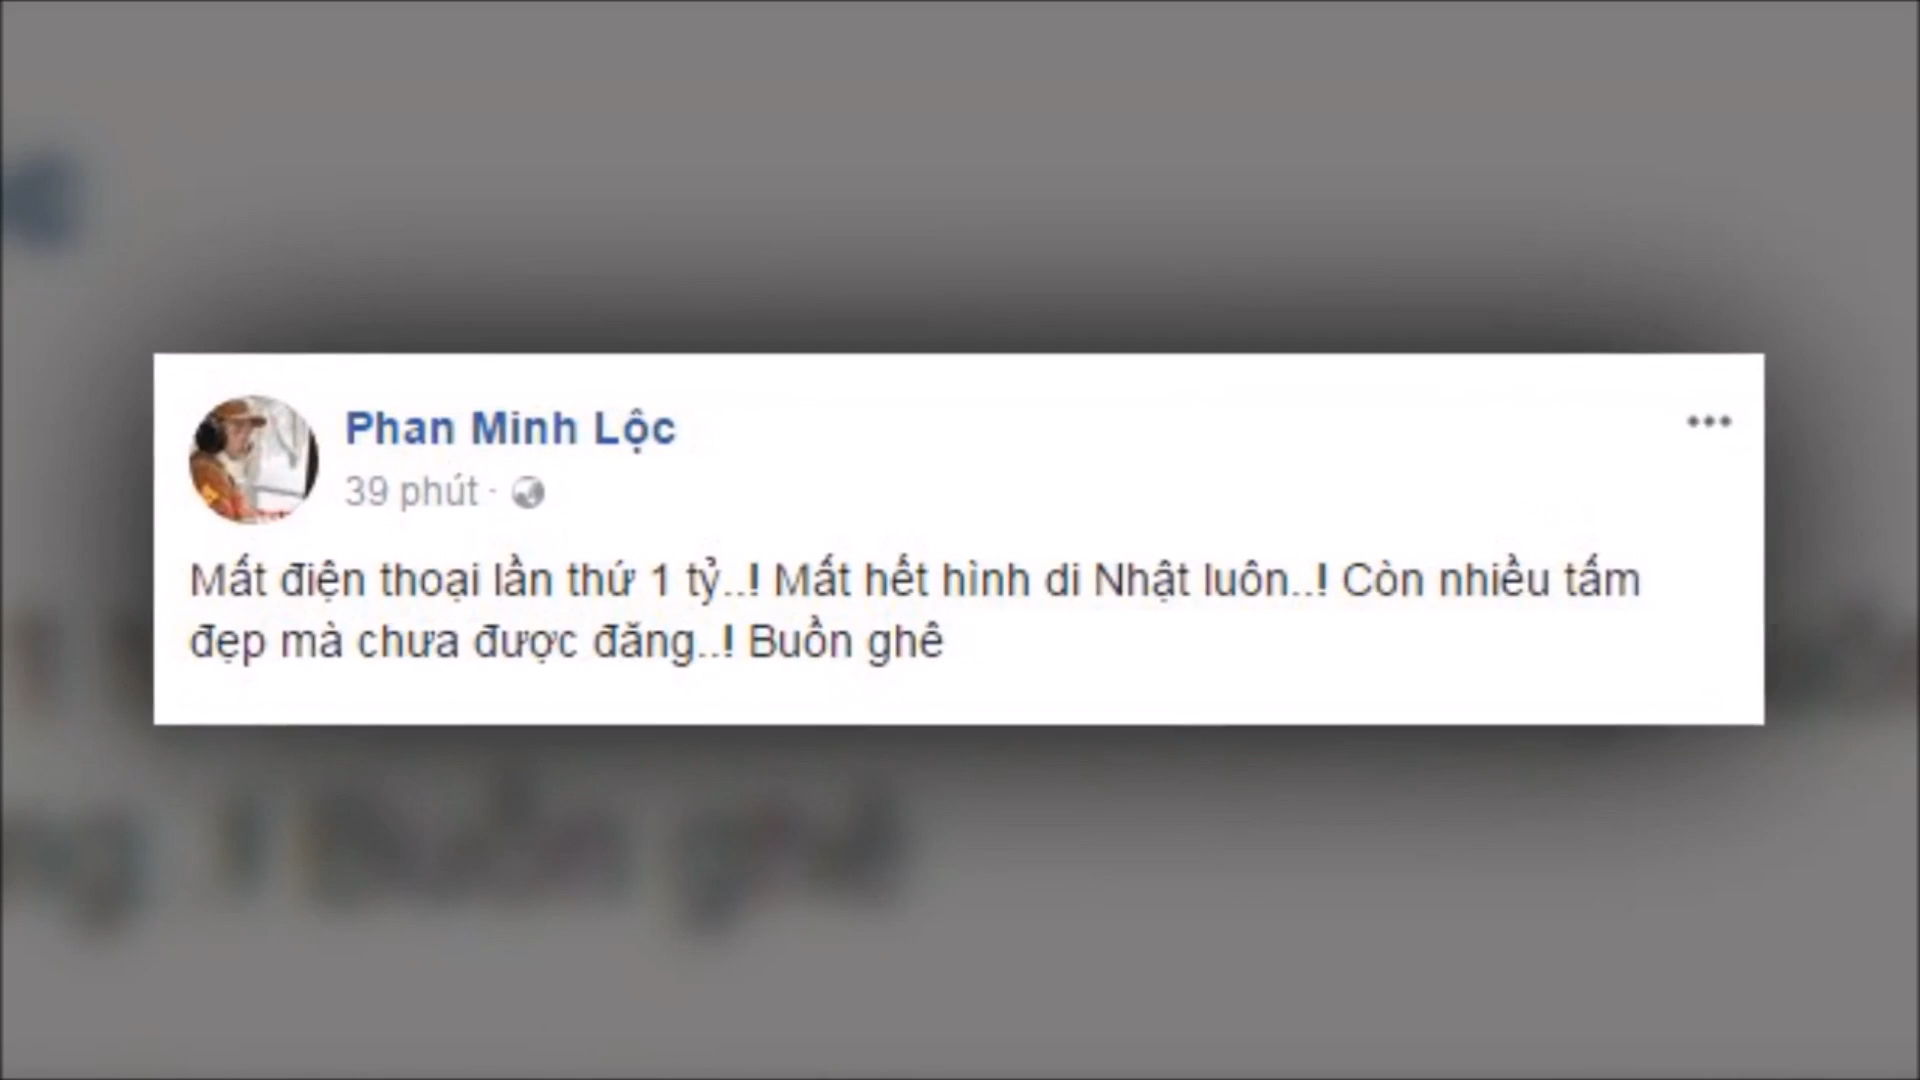 Phan Minh Lộc
39 phút ·
Mất điện thoại lần thứ 1 tỷ..! Mất hết hình di Nhật luôn..! Còn nhiều tấm
đẹp mà chưa được đăng..! Buồn ghê